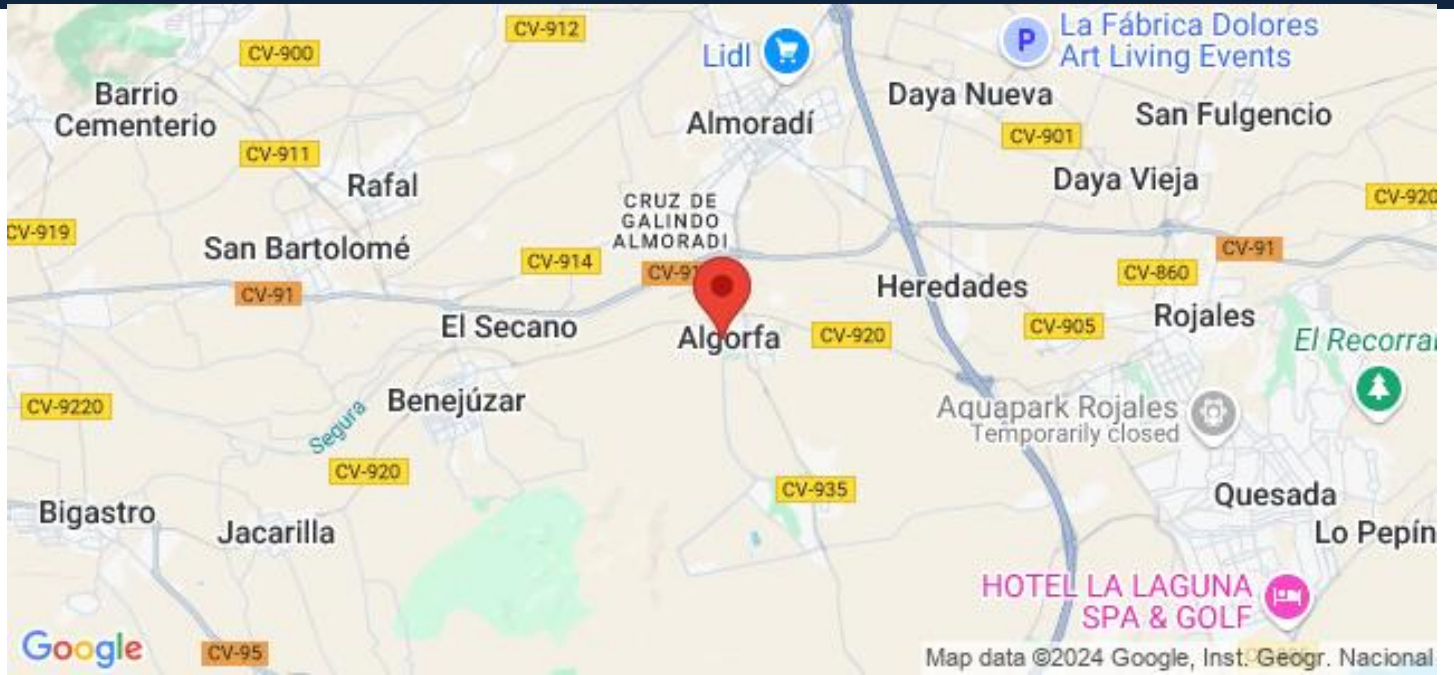 CV-912
La Fábrica Dolores
Art Living Events
CV-900
Lidl
Barrio
Cementerio
Daya Nueva
San Fulgencio
Almoradí
CV-901
CV-911
Rafal
Daya Vieja
CV-920
CRUZ DE
GALINDO
ALMORADI
CV-919
San Bartolomé
CV-91
CV-914
CV-91
CV-860
CV-91
Heredades
Rojales
El Secano
CV-905
Algorfa
CV-920
El Recorral
Benejúzar
CV-9220
Aquapark Rojales
Temporarily closed
Segura
CV-920
CV-935
Quesada
Bigastro
Jacarilla
Lo Pepín
HOTEL LA LAGUNA
SPA & GOLF
Google
CV-95
Map data ©2024 Google, Inst. Geogr. Nacional